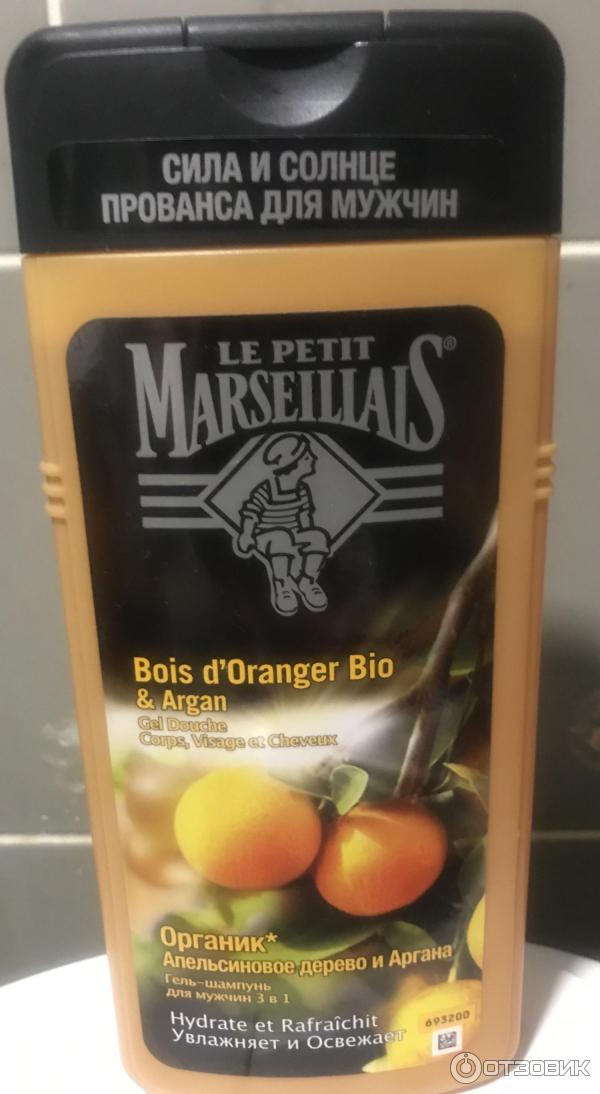 СИЛА И СОЛНЦЕ
ПРОВАНСА ДЛЯ МУЖЧИН
LE PETIT
MARSEILLAIS®
Bois d'Oranger Bio
& Argan
Gel Douche
Corps, Visage et Cheveux
Органик*
Апельсиновое дерево и Аргана
Гель-шампунь
для мужчин 3 в 1
Hydrate et Rafraîchit
Увлажняет и Освежает
693200
ОТЗОВИК